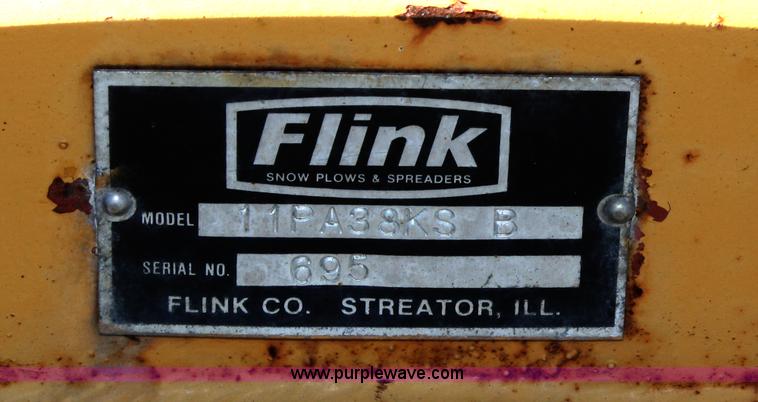 Flink
SNOW PLOWS & SPREADERS
MODEL 11PA38KS B
SERIAL NO. 695
FLINK CO. STREATOR, ILL.
www.purplewave.com